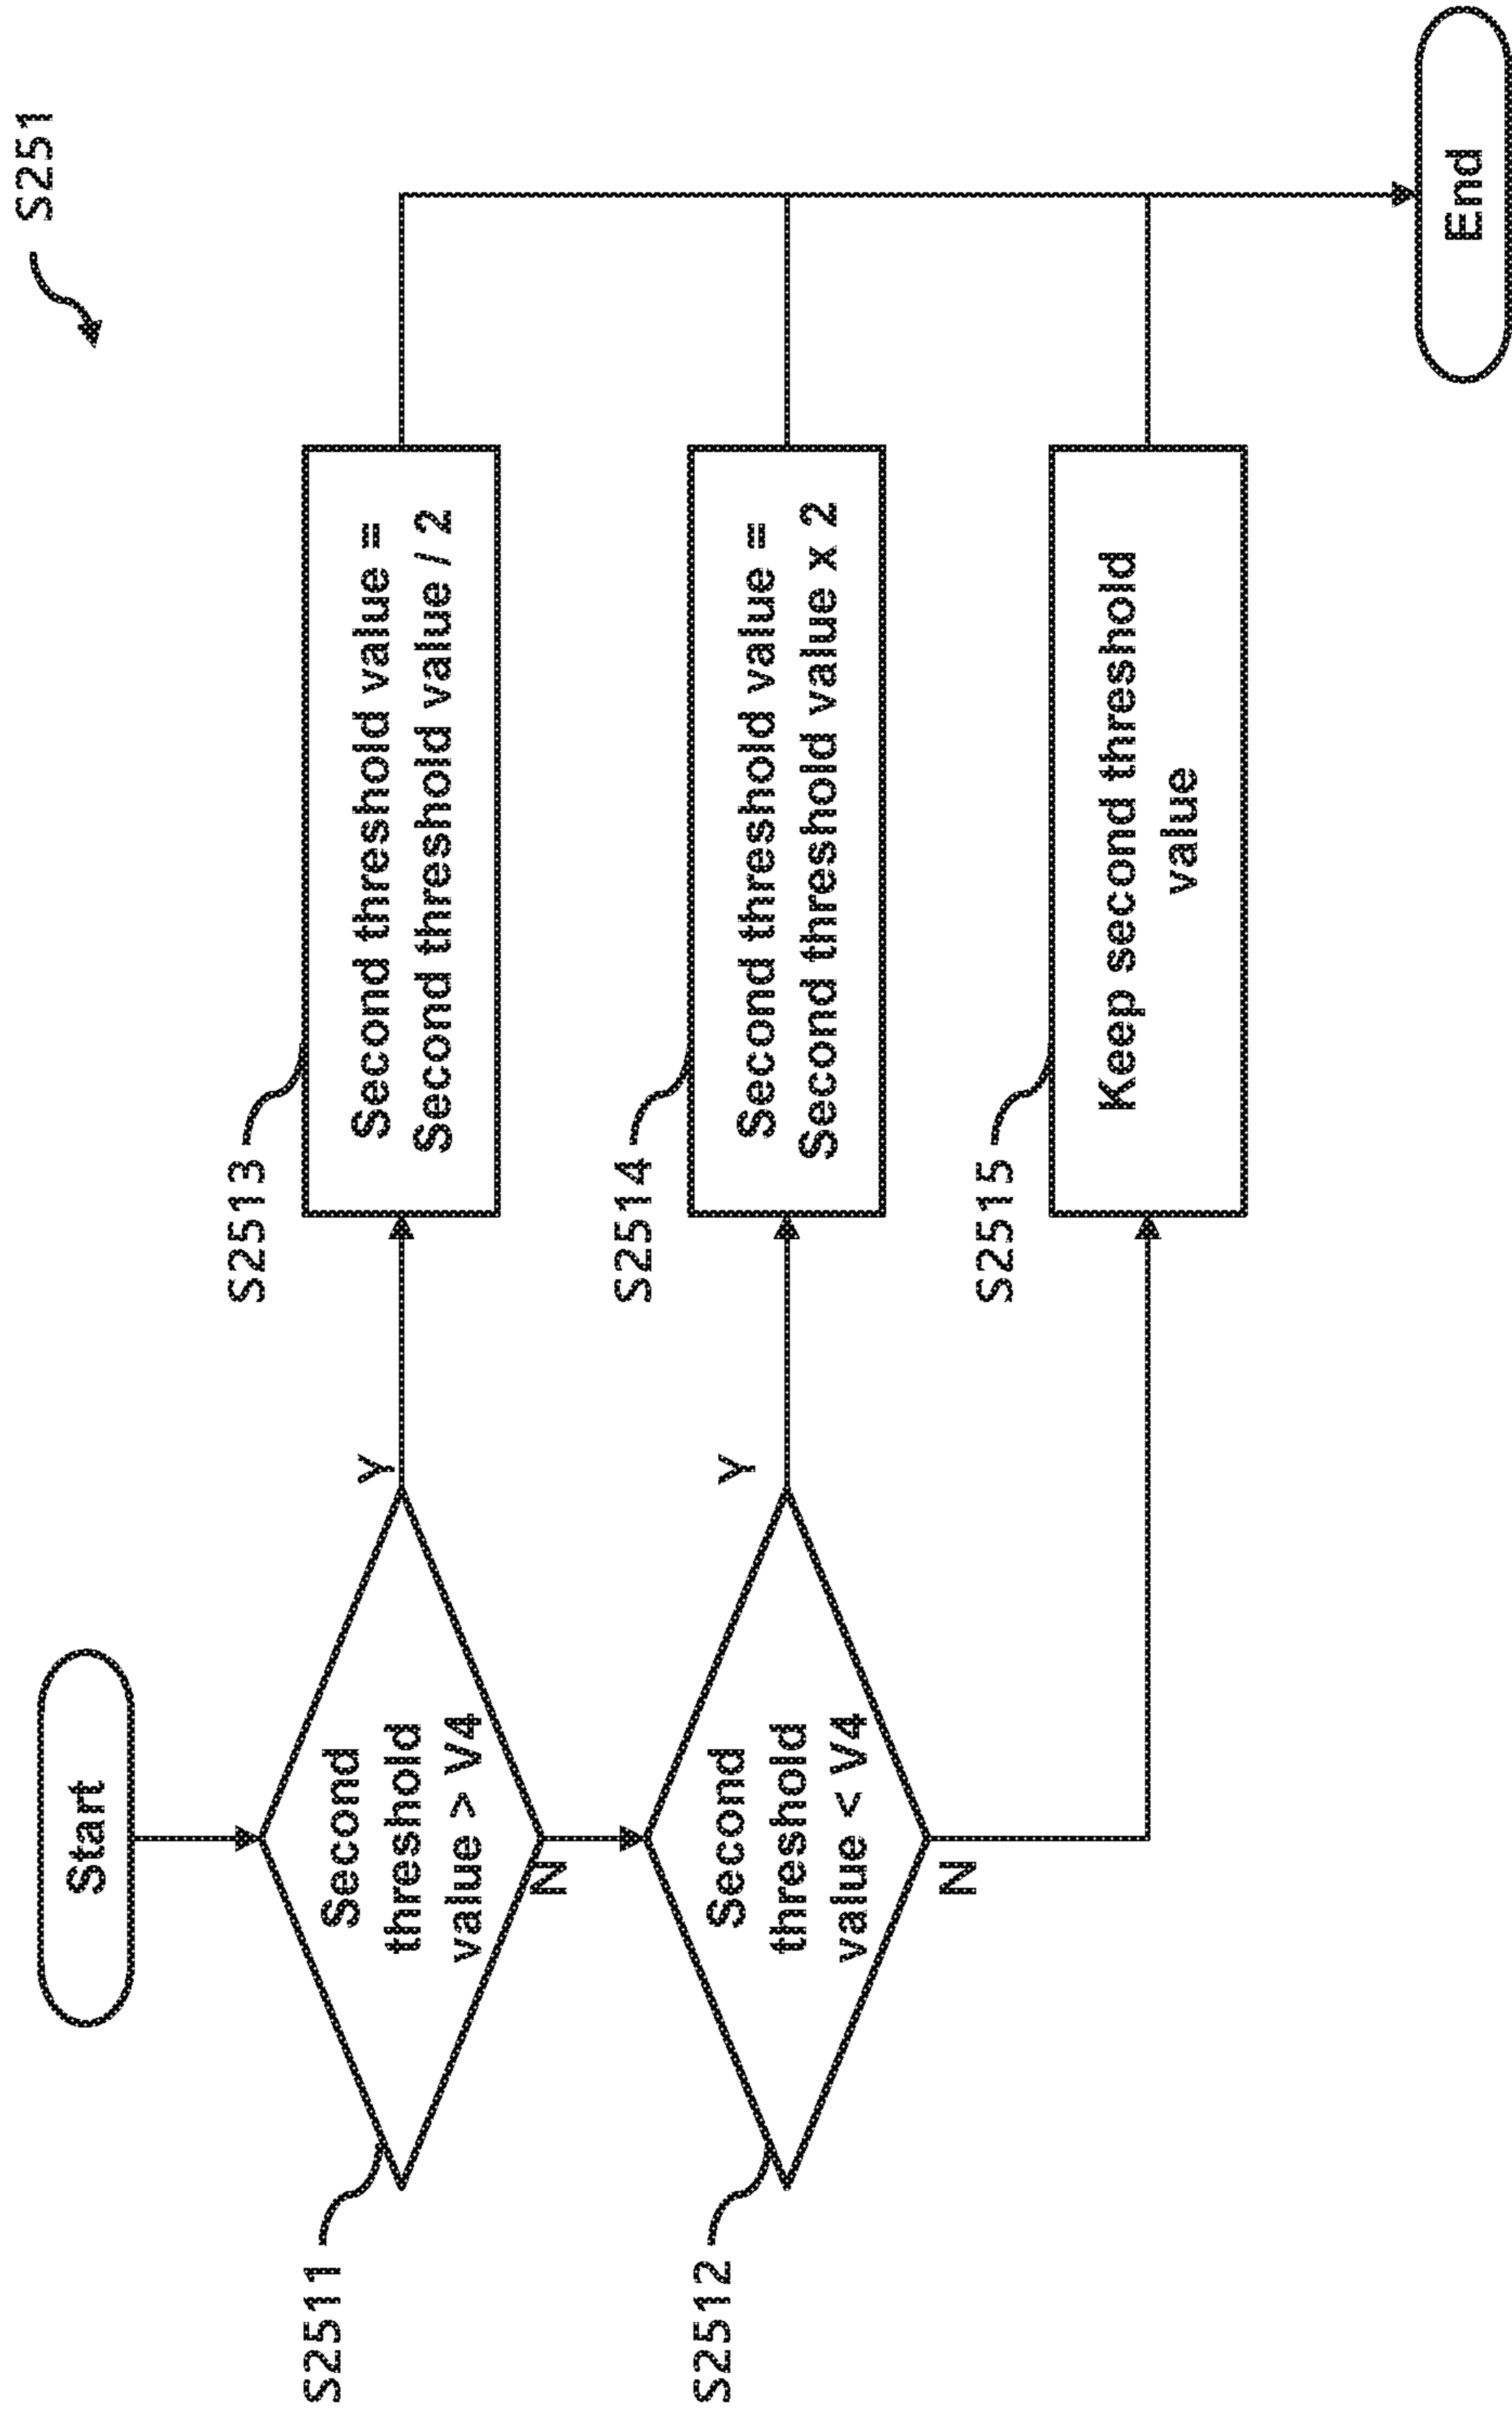 S251
Start
S2511
Second
threshold
value > V4
Y
N
S2513
Second threshold value =
Second threshold value / 2
S2512
Second
threshold
value < V4
Y
N
S2514
Second threshold value =
Second threshold value x 2
S2515
Keep second threshold
value
End